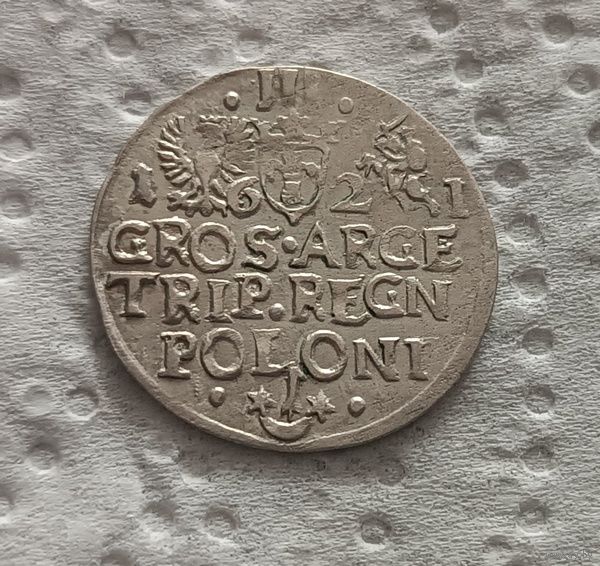 · II ·
1 6 2 1
GROS·ARGE
TRIP·REGN
POLONI